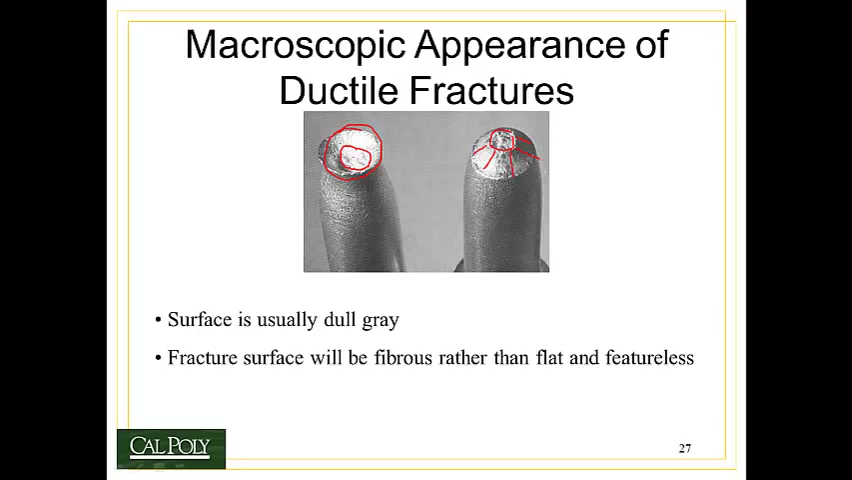 Macroscopic Appearance of
Ductile Fractures
• Surface is usually dull gray
• Fracture surface will be fibrous rather than flat and featureless
CAL POLY
27